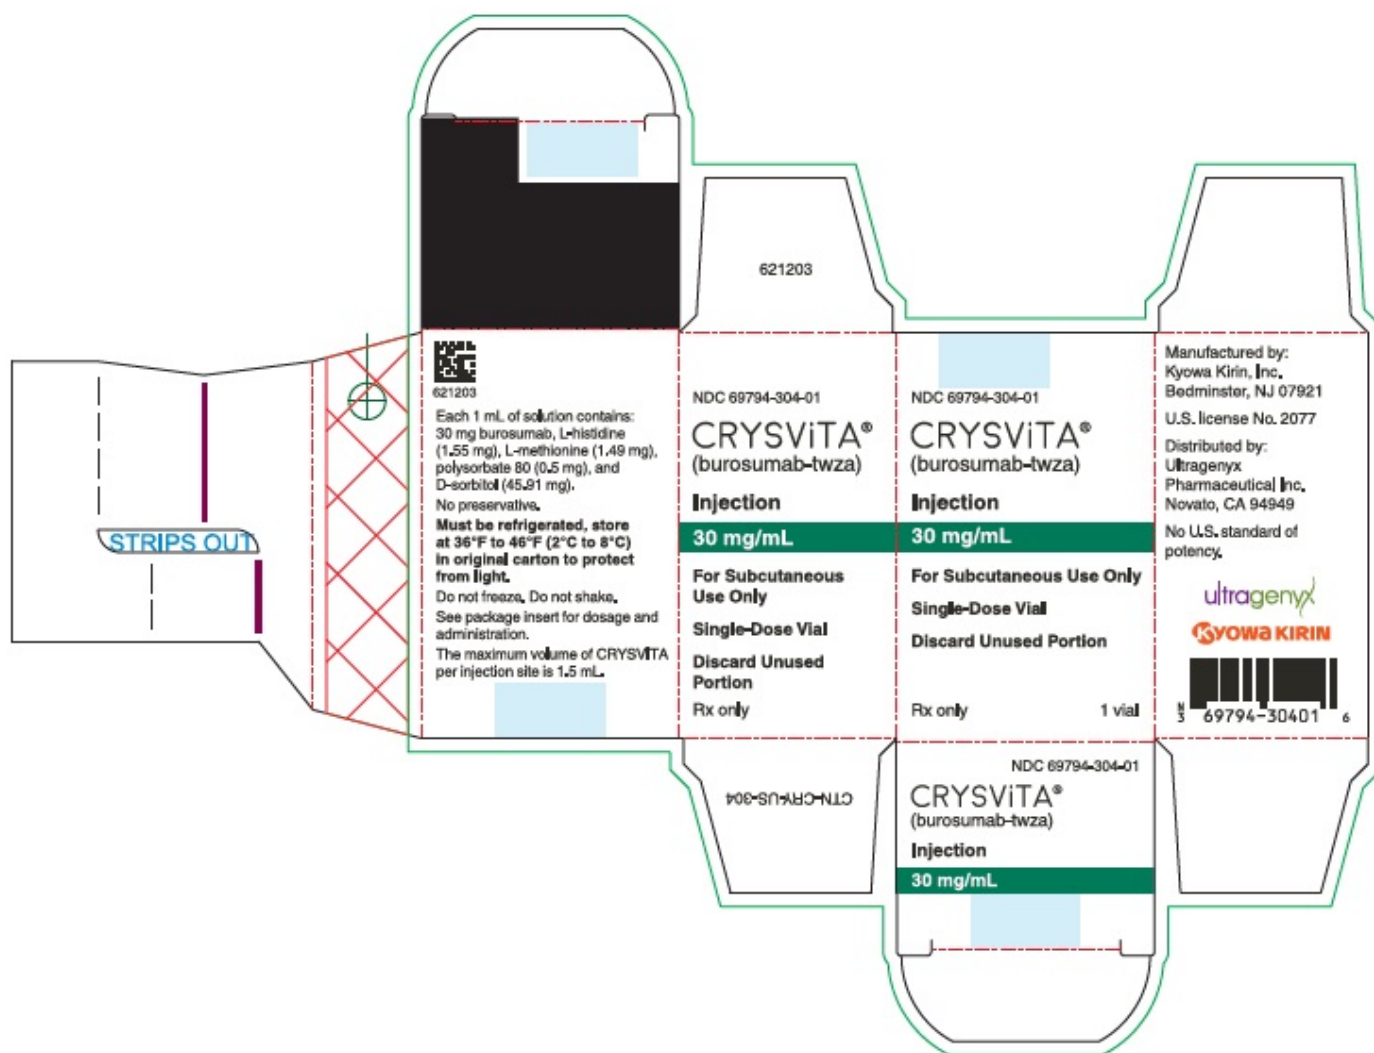 STRIPS OUT
621203
Each 1 mL of solution contains:
30 mg burosumab, L-histidine
(1.55 mg), L-methionine (1.49 mg),
polysorbate 80 (0.5 mg), and
D-sorbitol (45.91 mg).
No preservative.
Must be refrigerated, store
at 36°F to 46°F (2°C to 8°C)
in original carton to protect
from light.
Do not freeze. Do not shake.
See package insert for dosage and
administration.
The maximum volume of CRYSViTA
per injection site is 1.5 mL.
621203
NDC 69794-304-01
CRYSViTA®
(burosumab-twza)
Injection
30 mg/mL
For Subcutaneous
Use Only
Single-Dose Vial
Discard Unused
Portion
Rx only
CTN-CRY-US-304
NDC 69794-304-01
CRYSViTA®
(burosumab-twza)
Injection
30 mg/mL
For Subcutaneous Use Only
Single-Dose Vial
Discard Unused Portion
Rx only 1 vial
NDC 69794-304-01
CRYSViTA®
(burosumab-twza)
Injection
30 mg/mL
Manufactured by:
Kyowa Kirin, Inc.
Bedminster, NJ 07921
U.S. license No. 2077
Distributed by:
Ultragenyx
Pharmaceutical Inc.
Novato, CA 94949
No U.S. standard of
potency.
ultragenyx
KYOWA KIRIN
N
3 69794-30401 6